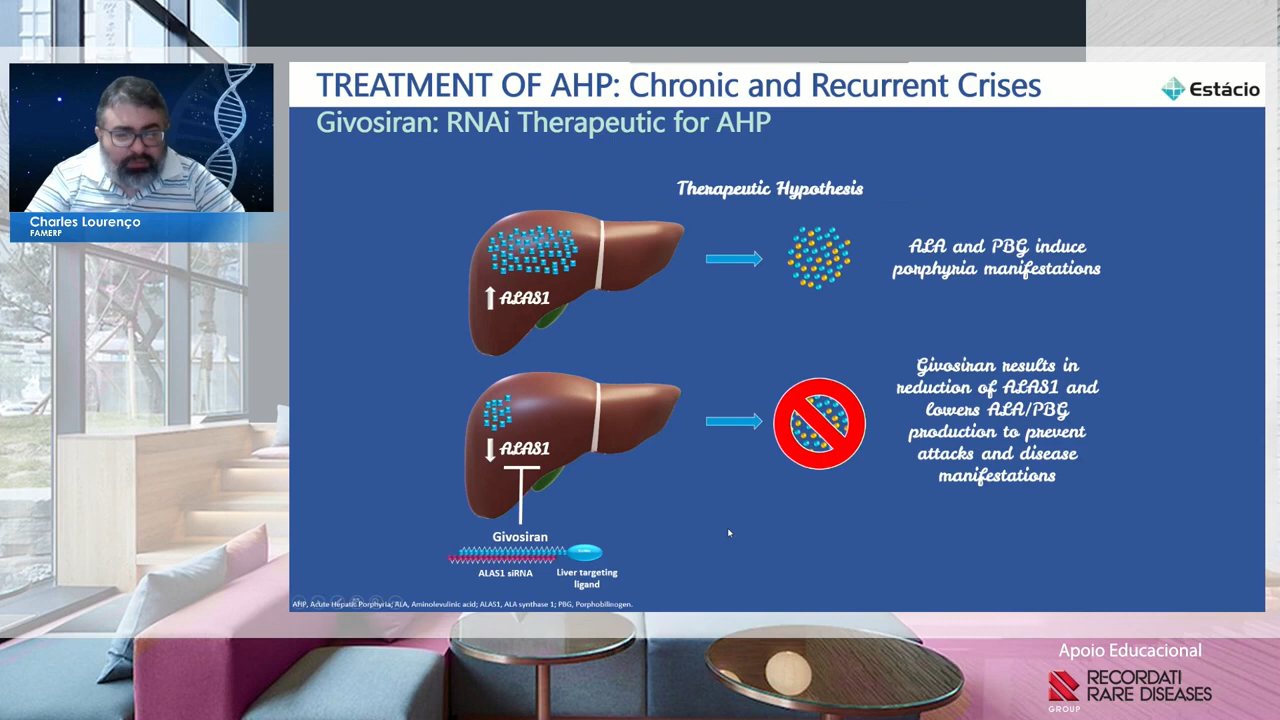 TREATMENT OF AHP: Chronic and Recurrent Crises
Estácio
Givosiran: RNAi Therapeutic for AHP
Charles Lourenço
FAMERP
Therapeutic Hypothesis
ALAS1
ALA and PBG induce
porphyria manifestations
ALAS1
Givosiran results in
reduction of ALAS1 and
lowers ALA/PBG
production to prevent
attacks and disease
manifestations
Givosiran
ALAS1 siRNA
Liver targeting
ligand
AHP, Acute Hepatic Porphyria; ALA, Aminolevulinic acid; ALAS1, ALA synthase 1; PBG, Porphobilinogen.
Apoio Educacional
RECORDATI
RARE DISEASES
GROUP